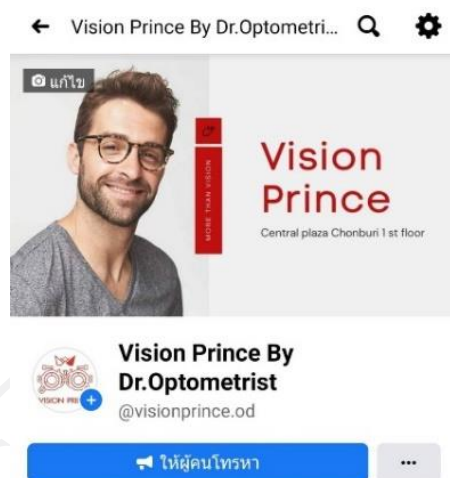 Vision Prince By Dr.Optometri...
แก้ไข
MORE THAN VISION
Vision
Prince
Central plaza Chonburi 1 st floor
VISION PRI
Vision Prince By
Dr.Optometrist
@visionprince.od
ให้ผู้คนโทรหา
...